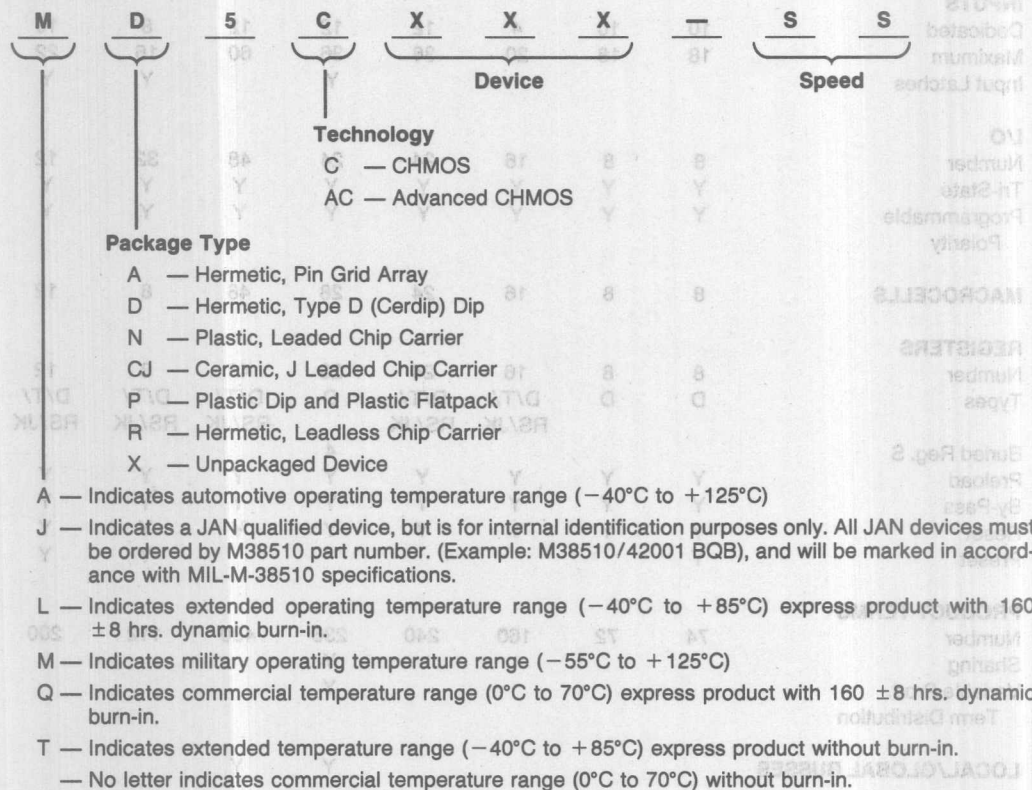 M D 5 C X X X — S S
Device Speed
Technology
C — CHMOS
AC — Advanced CHMOS
Package Type
A — Hermetic, Pin Grid Array
D — Hermetic, Type D (Cerdip) Dip
N — Plastic, Leaded Chip Carrier
CJ — Ceramic, J Leaded Chip Carrier
P — Plastic Dip and Plastic Flatpack
R — Hermetic, Leadless Chip Carrier
X — Unpackaged Device
A — Indicates automotive operating temperature range (−40°C to +125°C)
J — Indicates a JAN qualified device, but is for internal identification purposes only. All JAN devices must
be ordered by M38510 part number. (Example: M38510/42001 BQB), and will be marked in accord-
ance with MIL-M-38510 specifications.
L — Indicates extended operating temperature range (−40°C to +85°C) express product with 160
±8 hrs. dynamic burn-in.
M — Indicates military operating temperature range (−55°C to +125°C)
Q — Indicates commercial temperature range (0°C to 70°C) express product with 160 ±8 hrs. dynamic
burn-in.
T — Indicates extended temperature range (−40°C to +85°C) express product without burn-in.
— No letter indicates commercial temperature range (0°C to 70°C) without burn-in.